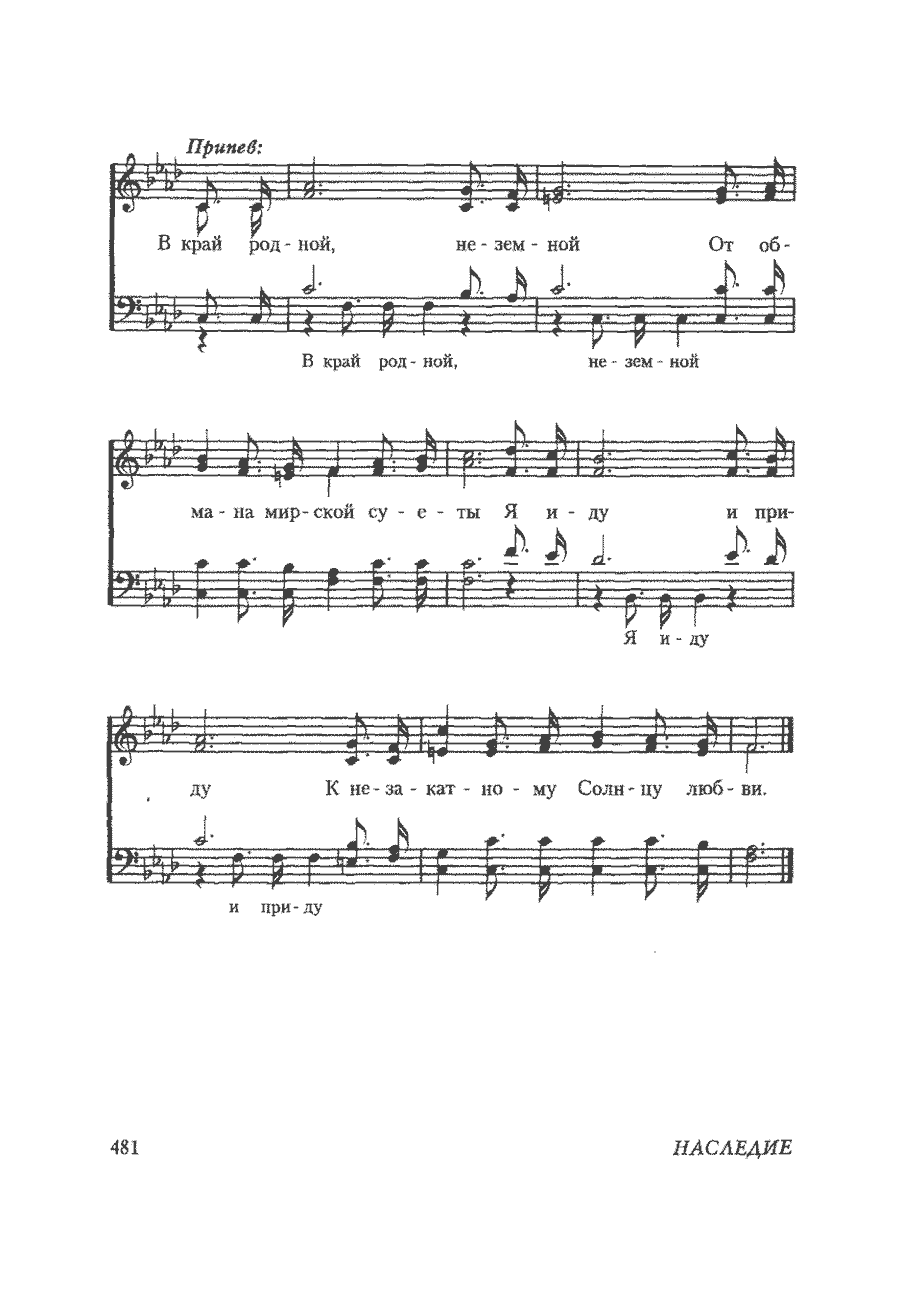 Припев:
В край род - ной, не - зем - ной От об -
В край род - ной, не - зем - ной
ма - на мир - ской су - е - ты Я и - ду и при -
Я и - ду
ду К не - за - кат - но - му Солн - цу люб - ви.
и при - ду
481 НАСЛЕДИЕ